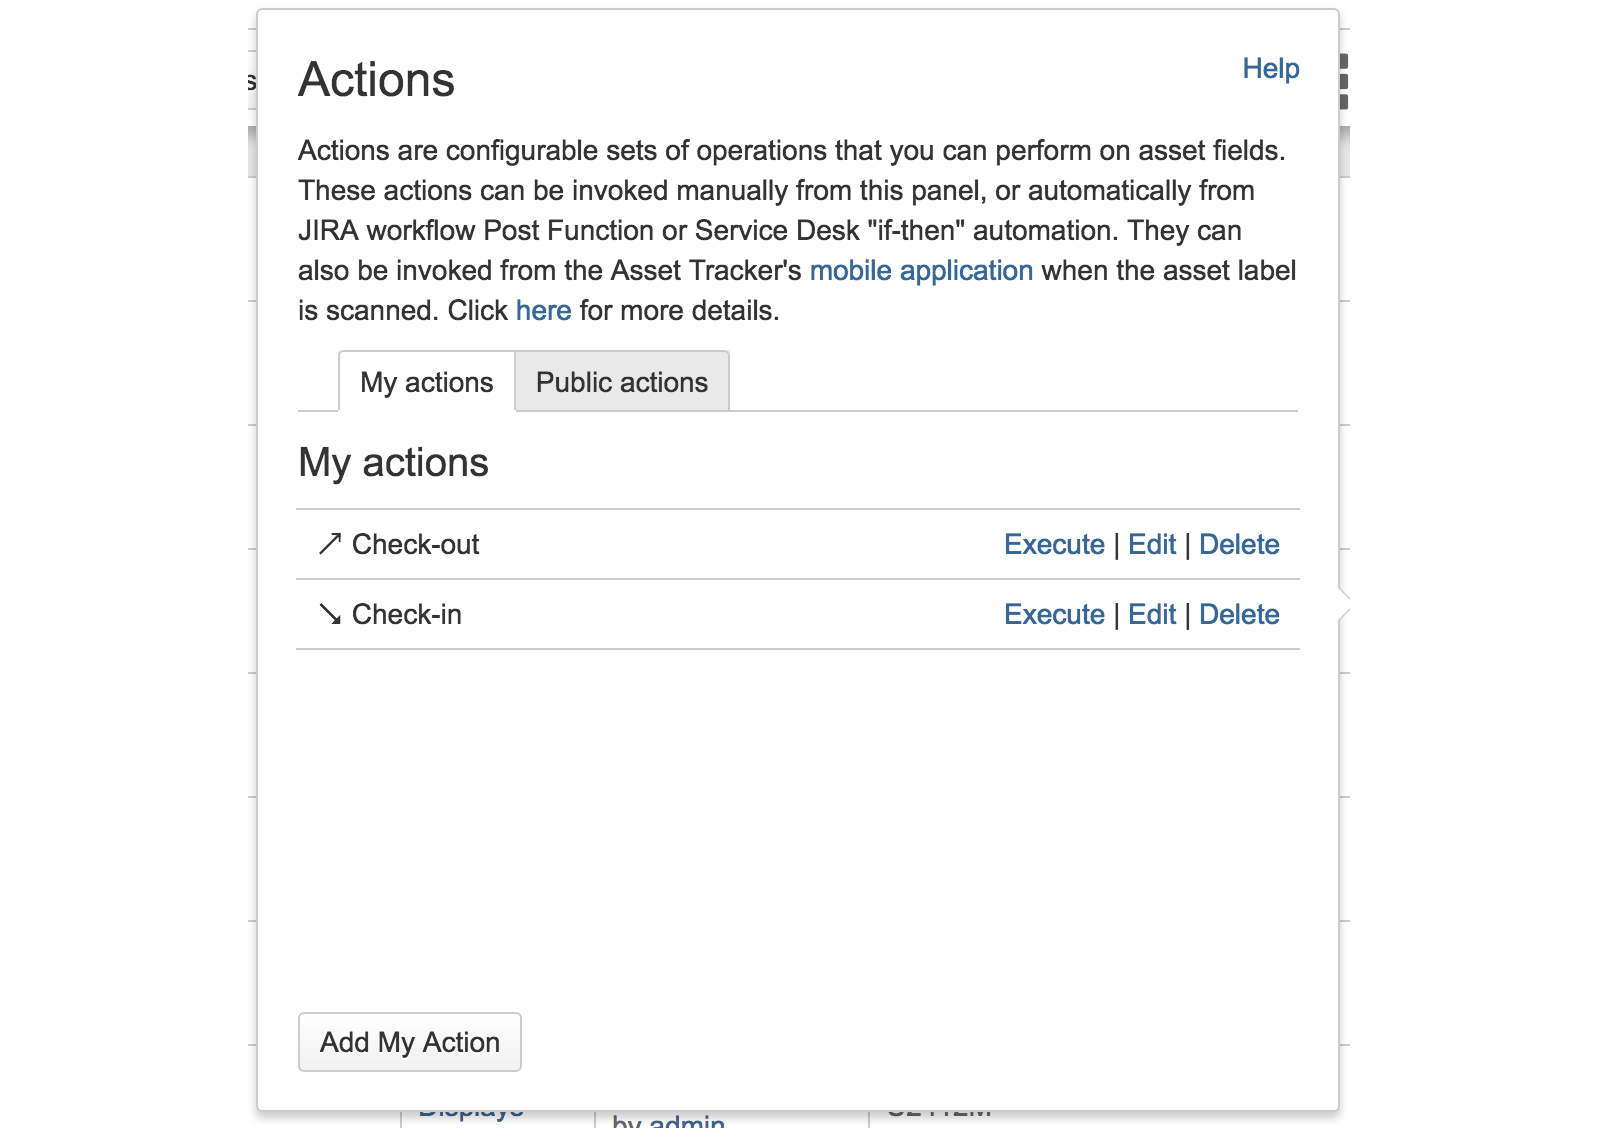 Actions
Help
Actions are configurable sets of operations that you can perform on asset fields.
These actions can be invoked manually from this panel, or automatically from
JIRA workflow Post Function or Service Desk "if-then" automation. They can
also be invoked from the Asset Tracker's mobile application when the asset label
is scanned. Click here for more details.
My actions
Public actions
My actions
↗ Check-out
Execute | Edit | Delete
↘ Check-in
Execute | Edit | Delete
Add My Action
Displays
by admin